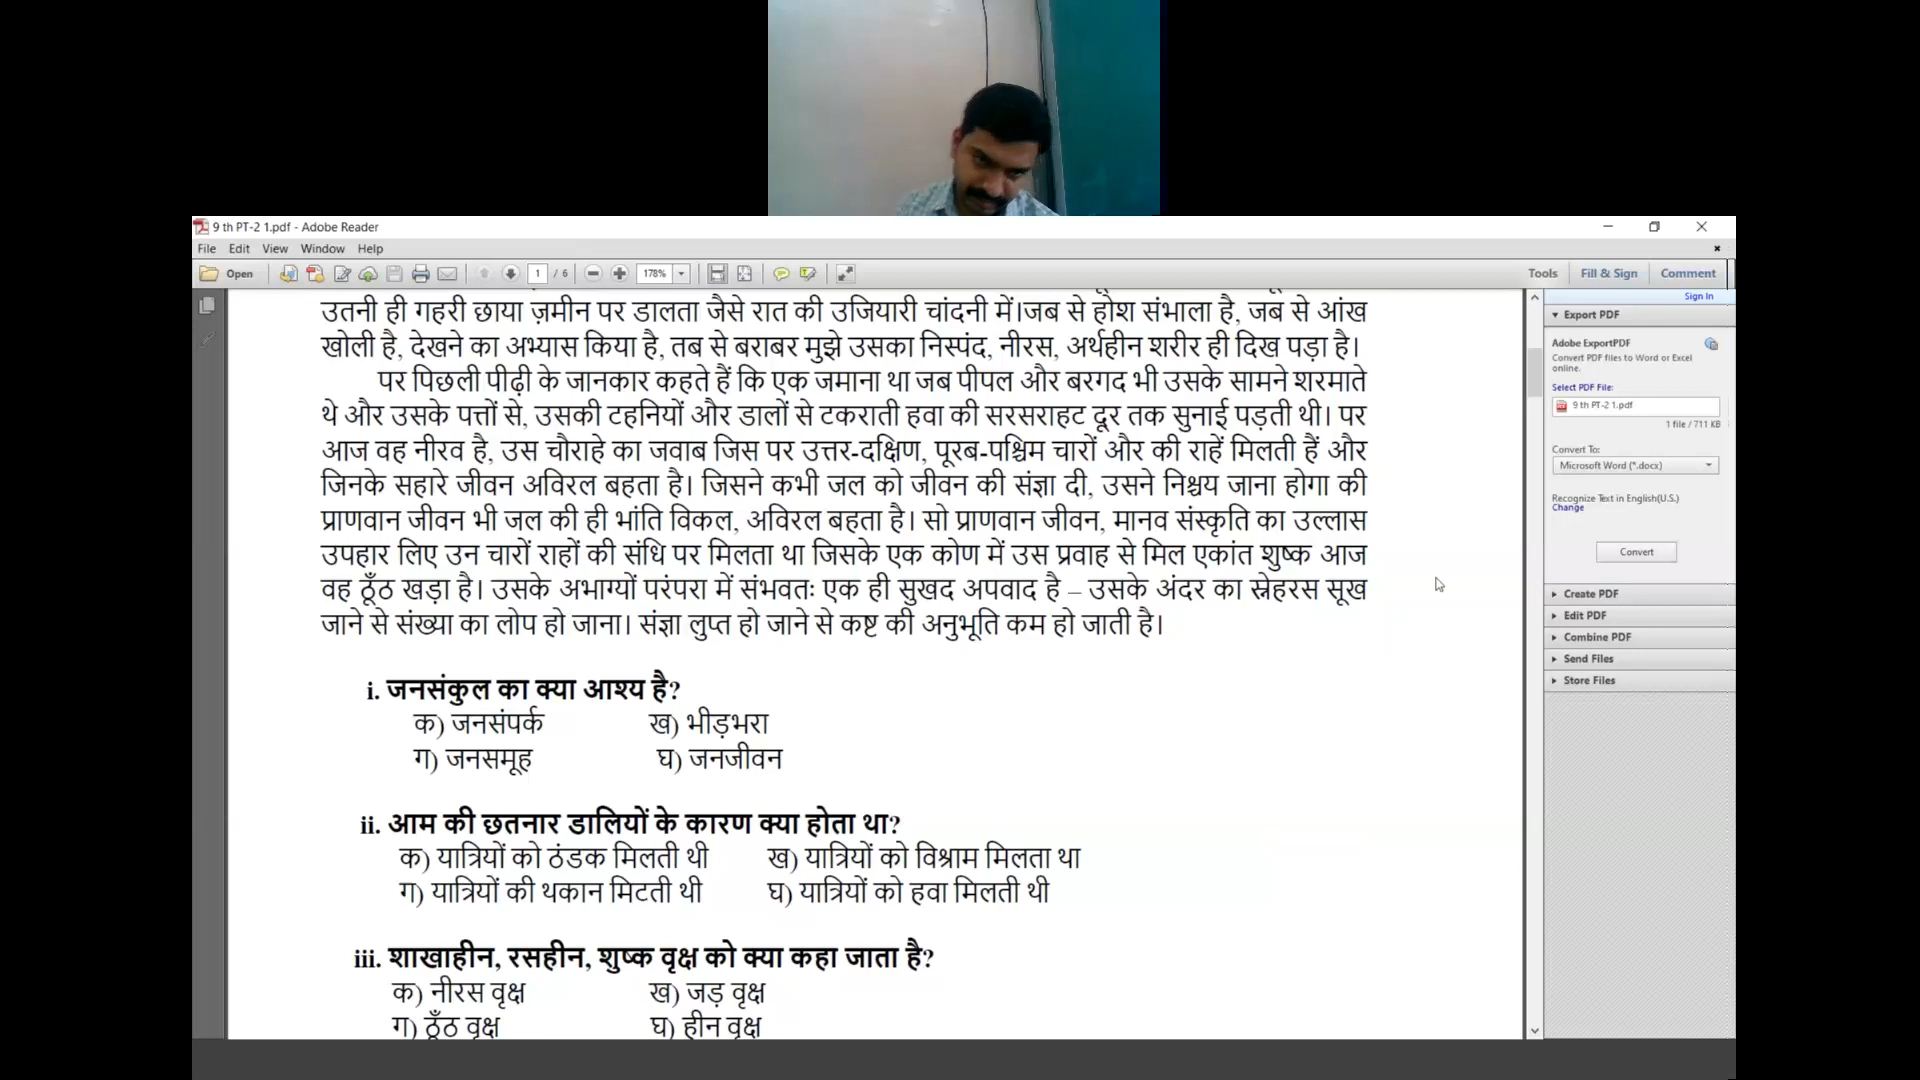 9 th PT-2 1.pdf - Adobe Reader
File Edit View Window Help
Open 1 / 6 178% Tools Fill & Sign Comment
Sign In
Export PDF
Adobe ExportPDF
Convert PDF files to Word or Excel
online.
Select PDF File:
9 th PT-2 1.pdf
1 file / 711 KB
Convert To:
Microsoft Word (*.docx)
Recognize Text in English(U.S.)
Change
Convert
Create PDF
Edit PDF
Combine PDF
Send Files
Store Files
उतनी ही गहरी छाया ज़मीन पर डालता जैसे रात की उजियारी चांदनी में।जब से होश संभाला है, जब से आंख
खोली है, देखने का अभ्यास किया है, तब से बराबर मुझे उसका निस्पंद, नीरस, अर्थहीन शरीर ही दिख पड़ा है।
पर पिछली पीढ़ी के जानकार कहते हैं कि एक जमाना था जब पीपल और बरगद भी उसके सामने शरमाते
थे और उसके पत्तों से, उसकी टहनियों और डालों से टकराती हवा की सरसराहट दूर तक सुनाई पड़ती थी। पर
आज वह नीरव है, उस चौराहे का जवाब जिस पर उत्तर-दक्षिण, पूरब-पश्चिम चारों और की राहें मिलती हैं और
जिनके सहारे जीवन अविरल बहता है। जिसने कभी जल को जीवन की संज्ञा दी, उसने निश्चय जाना होगा की
प्राणवान जीवन भी जल की ही भांति विकल, अविरल बहता है। सो प्राणवान जीवन, मानव संस्कृति का उल्लास
उपहार लिए उन चारों राहों की संधि पर मिलता था जिसके एक कोण में उस प्रवाह से मिल एकांत शुष्क आज
वह ठूँठ खड़ा है। उसके अभाग्यों परंपरा में संभवतः एक ही सुखद अपवाद है – उसके अंदर का स्नेहरस सूख
जाने से संख्या का लोप हो जाना। संज्ञा लुप्त हो जाने से कष्ट की अनुभूति कम हो जाती है।
i. जनसंकुल का क्या आश्य है?
क) जनसंपर्क ख) भीड़भरा
ग) जनसमूह घ) जनजीवन
ii. आम की छतनार डालियों के कारण क्या होता था?
क) यात्रियों को ठंडक मिलती थी ख) यात्रियों को विश्राम मिलता था
ग) यात्रियों की थकान मिटती थी घ) यात्रियों को हवा मिलती थी
iii. शाखाहीन, रसहीन, शुष्क वृक्ष को क्या कहा जाता है?
क) नीरस वृक्ष ख) जड़ वृक्ष
ग) ठूँठ वृक्ष घ) हीन वृक्ष